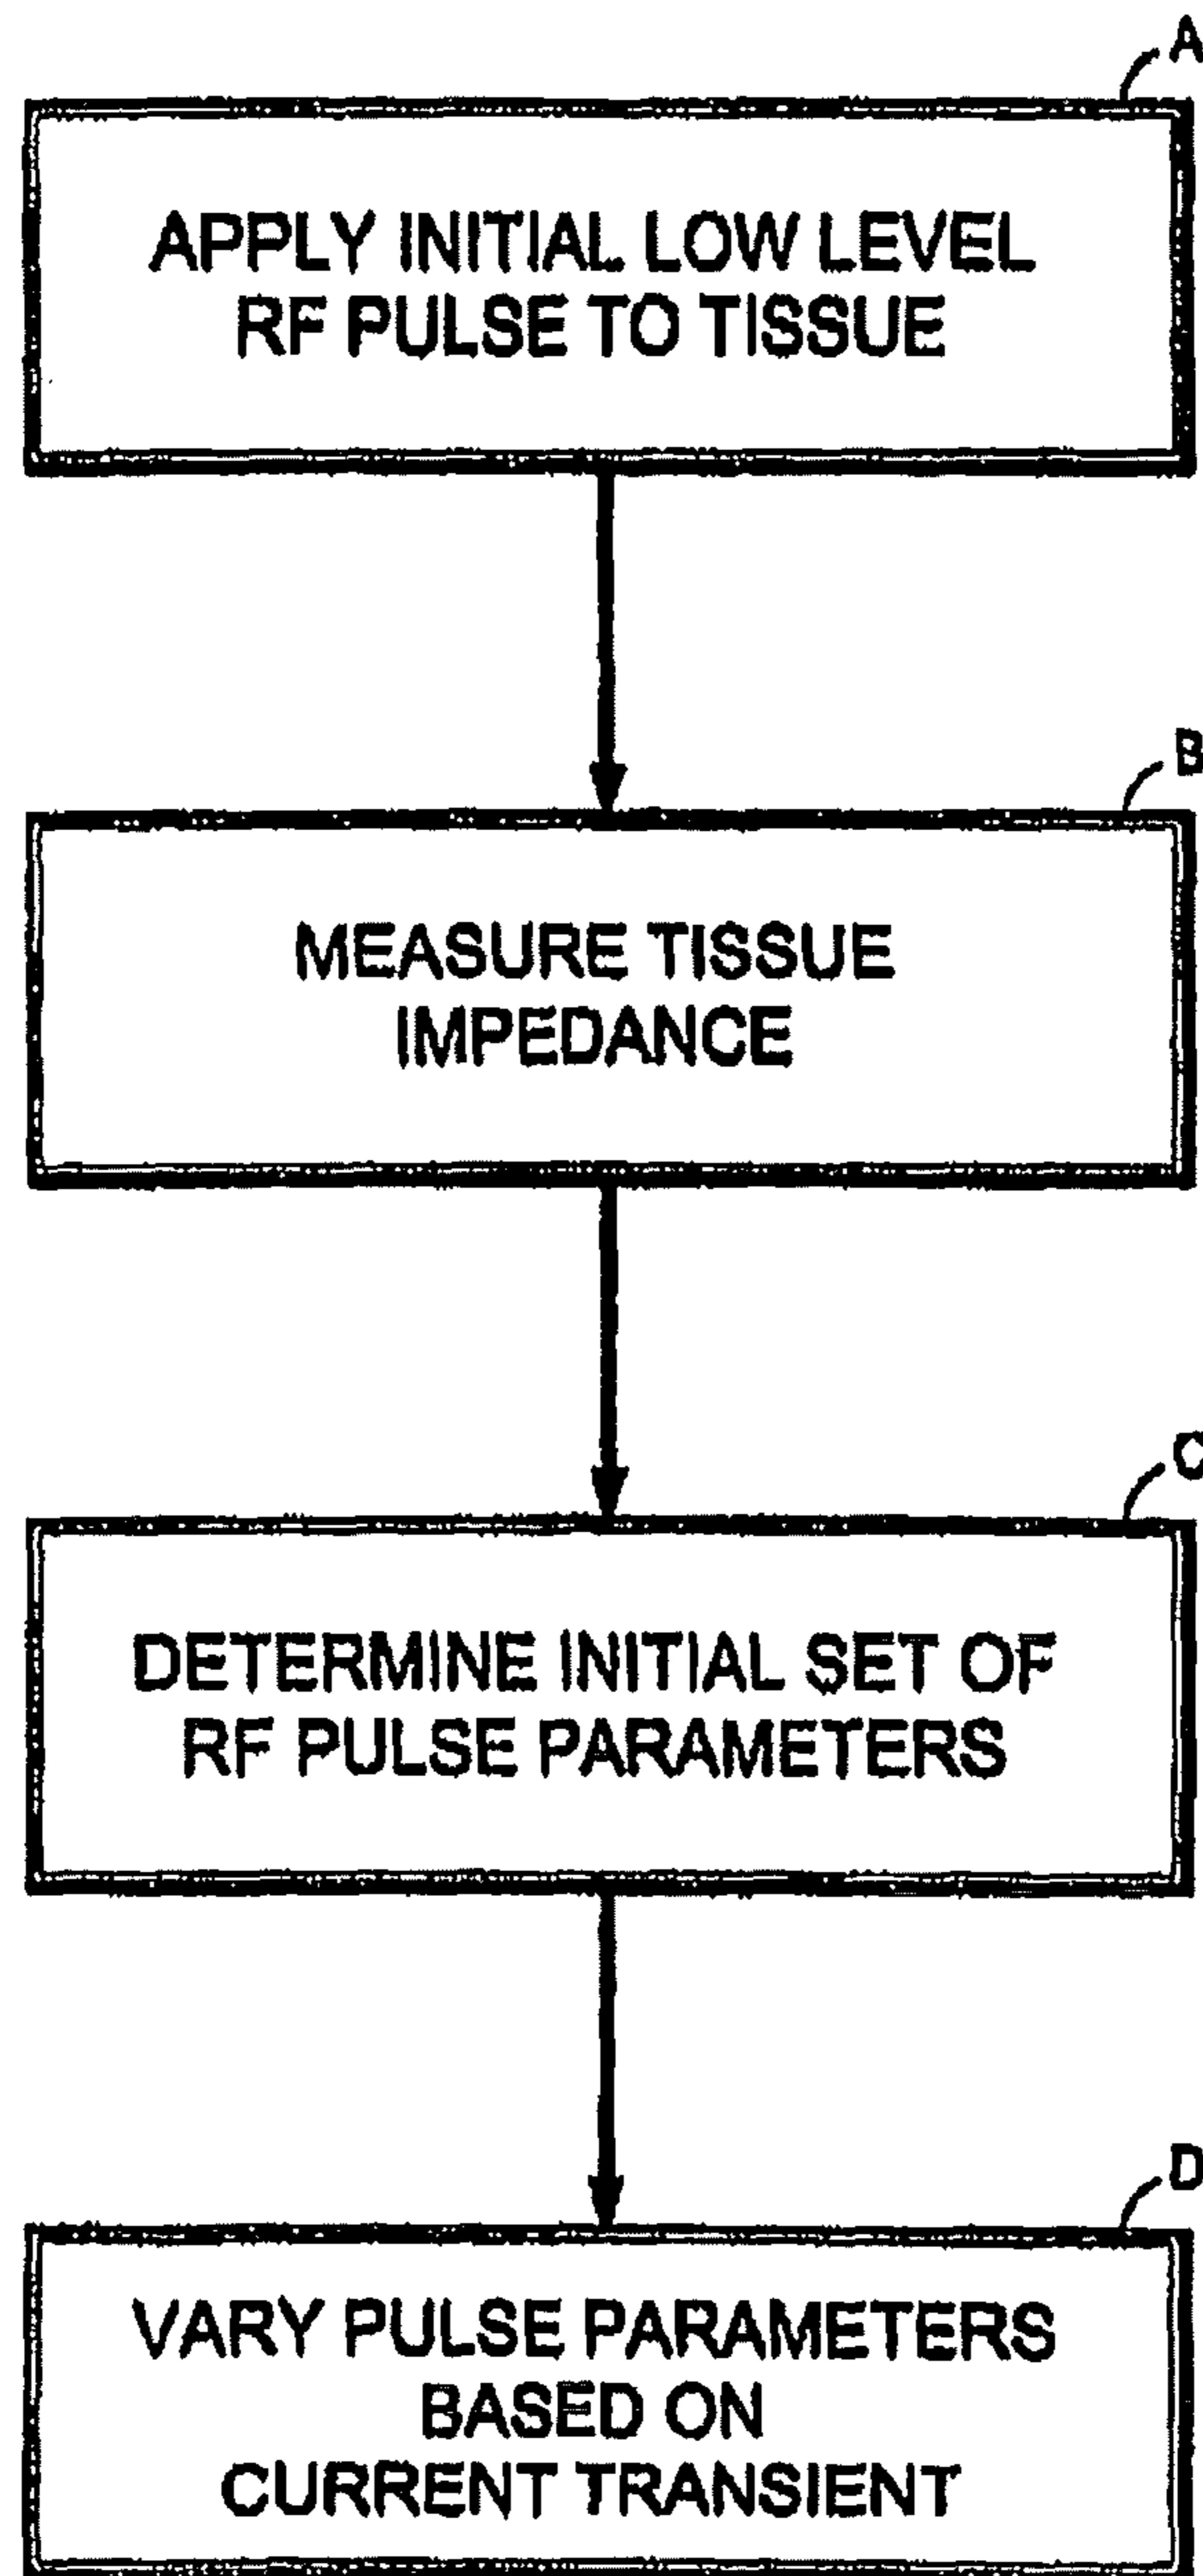 A
APPLY INITIAL LOW LEVEL
RF PULSE TO TISSUE
B
MEASURE TISSUE
IMPEDANCE
C
DETERMINE INITIAL SET OF
RF PULSE PARAMETERS
D
VARY PULSE PARAMETERS
BASED ON
CURRENT TRANSIENT